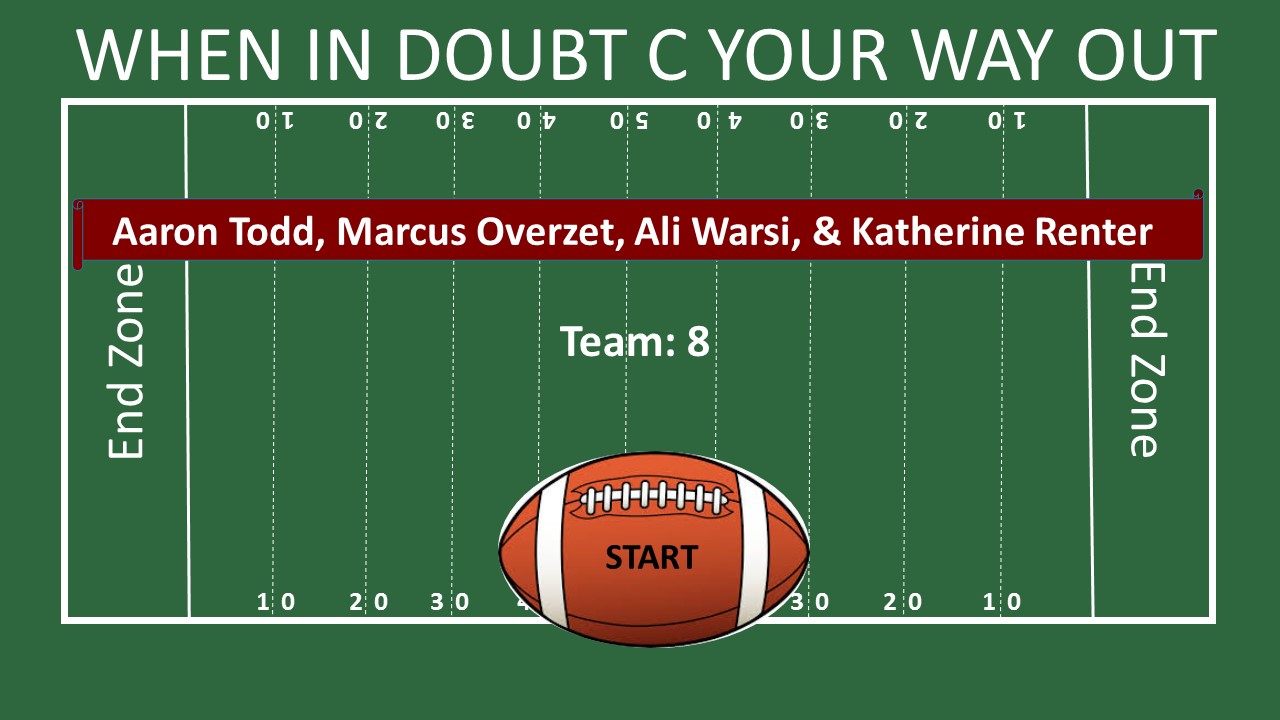 WHEN IN DOUBT C YOUR WAY OUT
10 20 30 40 50 40 30 20 10
Aaron Todd, Marcus Overzet, Ali Warsi, & Katherine Renter
End Zone
End Zone
Team: 8
START
10 20 30 4 30 20 10